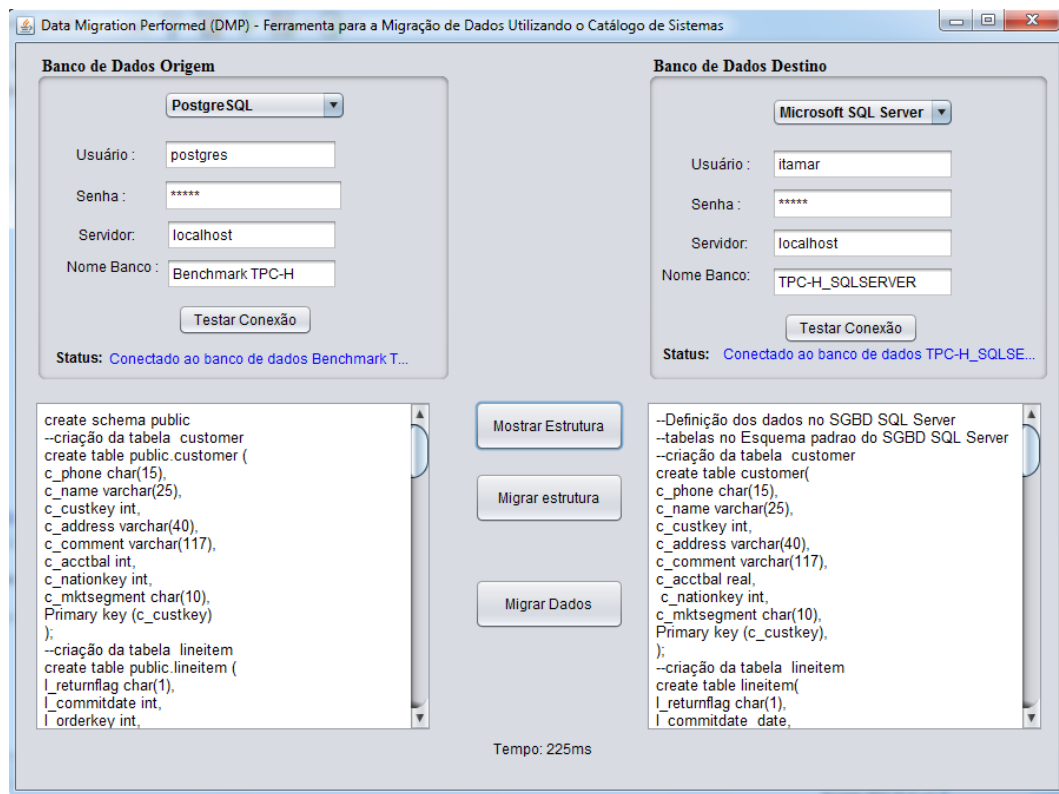 Data Migration Performed (DMP) - Ferramenta para a Migração de Dados Utilizando o Catálogo de Sistemas
Banco de Dados Origem
PostgreSQL
Usuário :
postgres
Senha :
*****
Servidor:
localhost
Nome Banco :
Benchmark TPC-H
Testar Conexão
Status: Conectado ao banco de dados Benchmark T...
Banco de Dados Destino
Microsoft SQL Server
Usuário :
itamar
Senha :
*****
Servidor:
localhost
Nome Banco:
TPC-H_SQLSERVER
Testar Conexão
Status: Conectado ao banco de dados TPC-H_SQLSE...
create schema public
--criação da tabela  customer
create table public.customer (
c_phone char(15),
c_name varchar(25),
c_custkey int,
c_address varchar(40),
c_comment varchar(117),
c_acctbal int,
c_nationkey int,
c_mktsegment char(10),
Primary key (c_custkey)
);
--criação da tabela  lineitem
create table public.lineitem (
l_returnflag char(1),
l_commitdate int,
l_orderkey int,
Mostrar Estrutura
Migrar estrutura
Migrar Dados
--Definição dos dados no SGBD SQL Server
--tabelas no Esquema padrao do SGBD SQL Server
--criação da tabela  customer
create table customer(
c_phone char(15),
c_name varchar(25),
c_custkey int,
c_address varchar(40),
c_comment varchar(117),
c_acctbal real,
c_nationkey int,
c_mktsegment char(10),
Primary key (c_custkey),
);
--criação da tabela  lineitem
create table lineitem(
l_returnflag char(1),
l_commitdate  date,
Tempo: 225ms